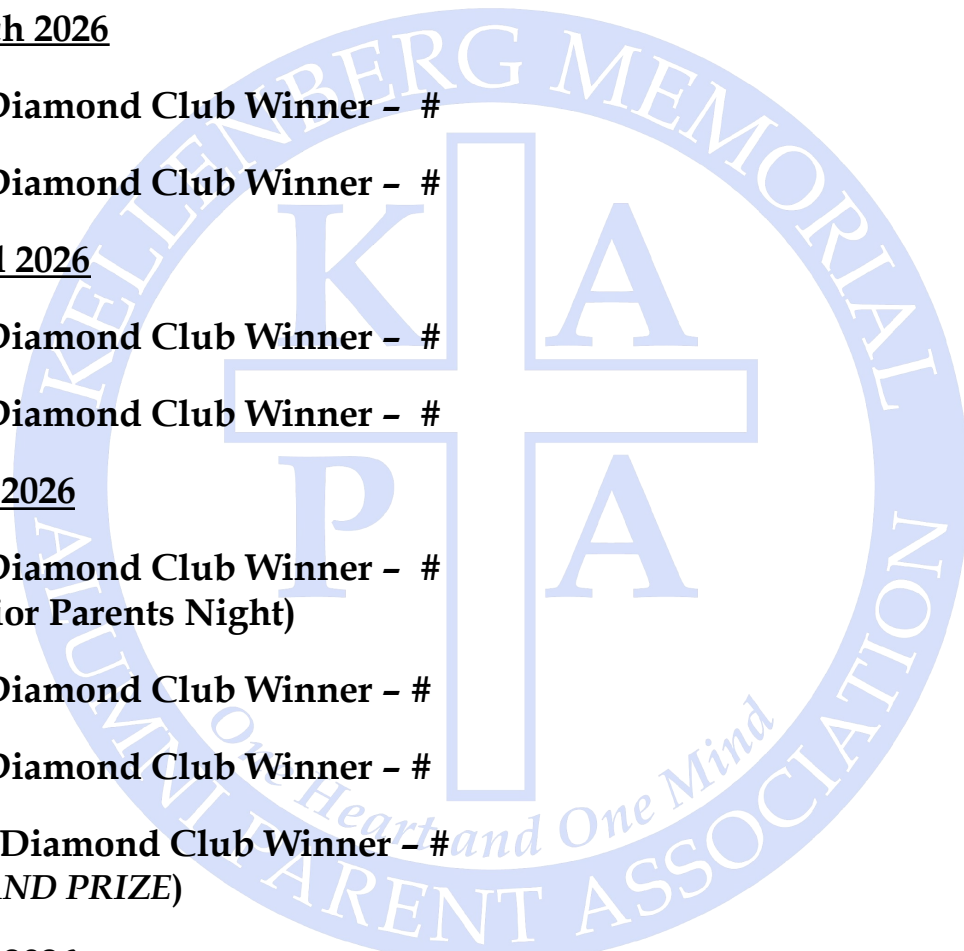 ch 2026
Diamond Club Winner – #
Diamond Club Winner – #
l 2026
Diamond Club Winner – #
Diamond Club Winner – #
2026
Diamond Club Winner – #
ior Parents Night)
Diamond Club Winner – #
Diamond Club Winner – #
Diamond Club Winner – #
AND PRIZE)
KELLENBERG MEMORIAL
ALUMNI PARENT ASSOCIATION
K A
P A
One Heart and One Mind